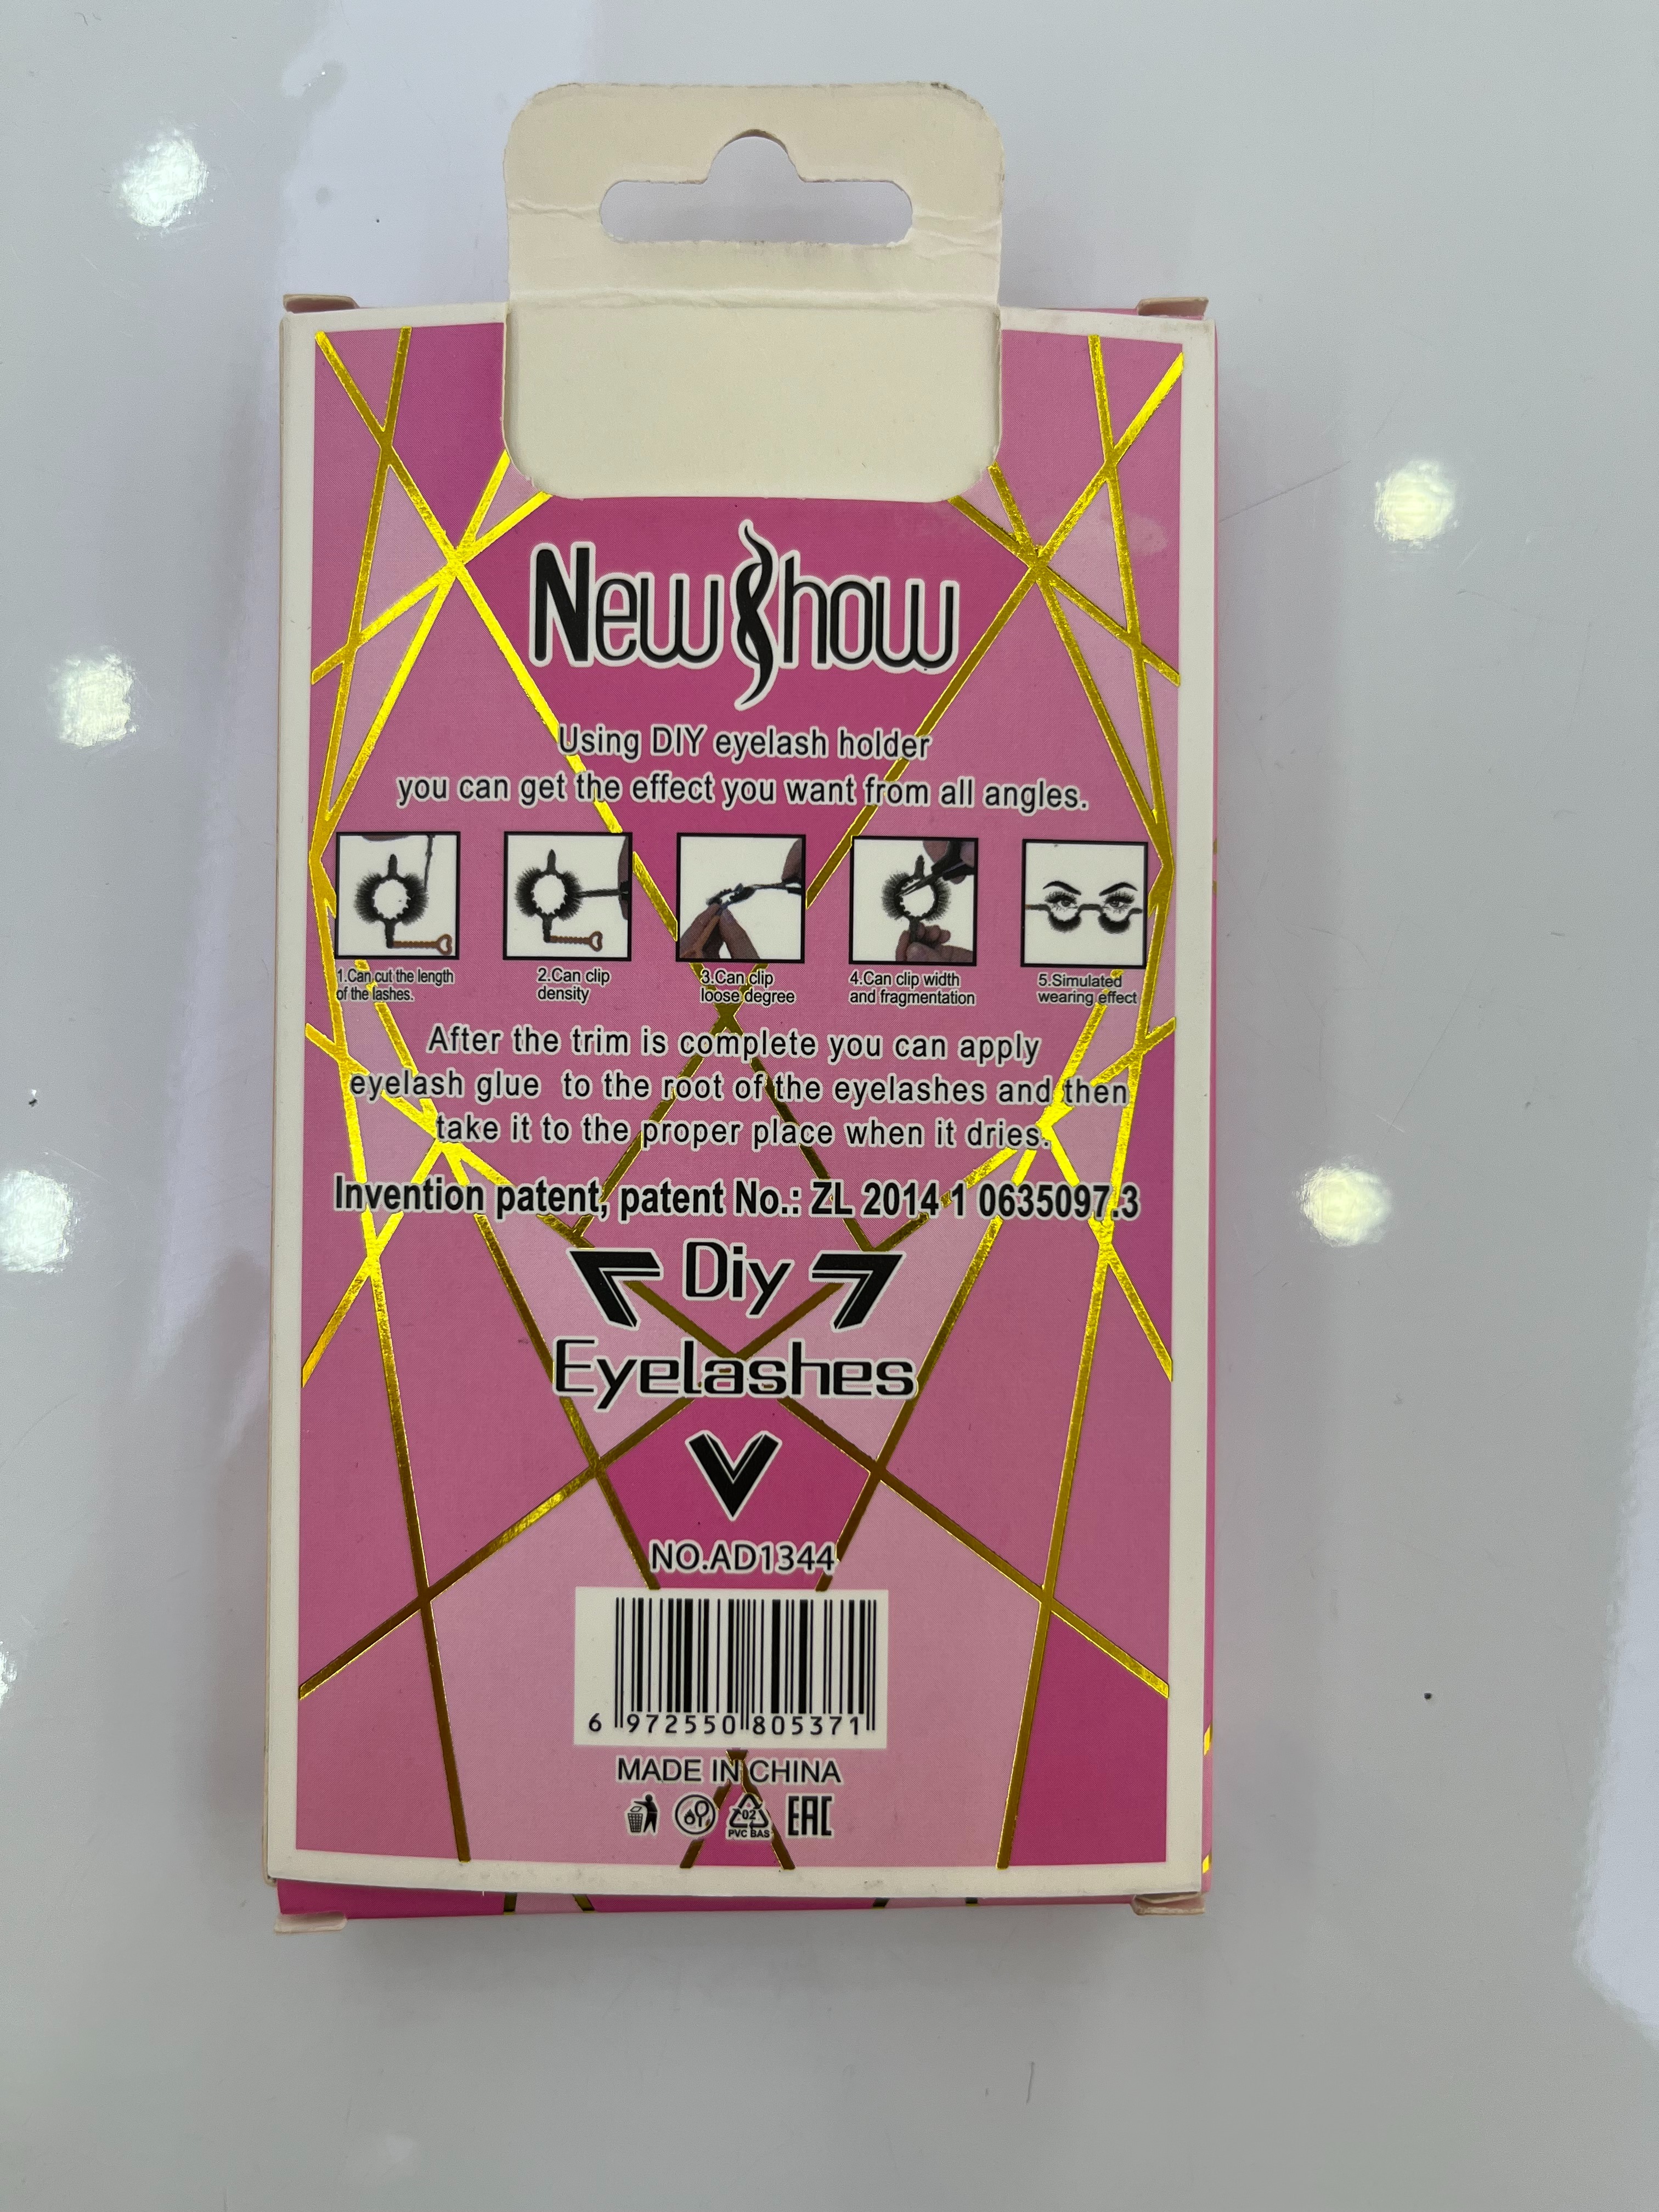 NewShow
Using DIY eyelash holder
you can get the effect you want from all angles.
1.Can cut the length
of the lashes.
2.Can clip
density
3.Can clip
loose degree
4.Can clip width
and fragmentation
5.Simulated
wearing effect
After the trim is complete you can apply
eyelash glue to the root of the eyelashes and then
take it to the proper place when it dries.
Invention patent, patent No.: ZL 2014 1 0635097.3
Diy
Eyelashes
NO.AD1344
6 972550 805371
MADE IN CHINA
02
PVC BAS
EAC